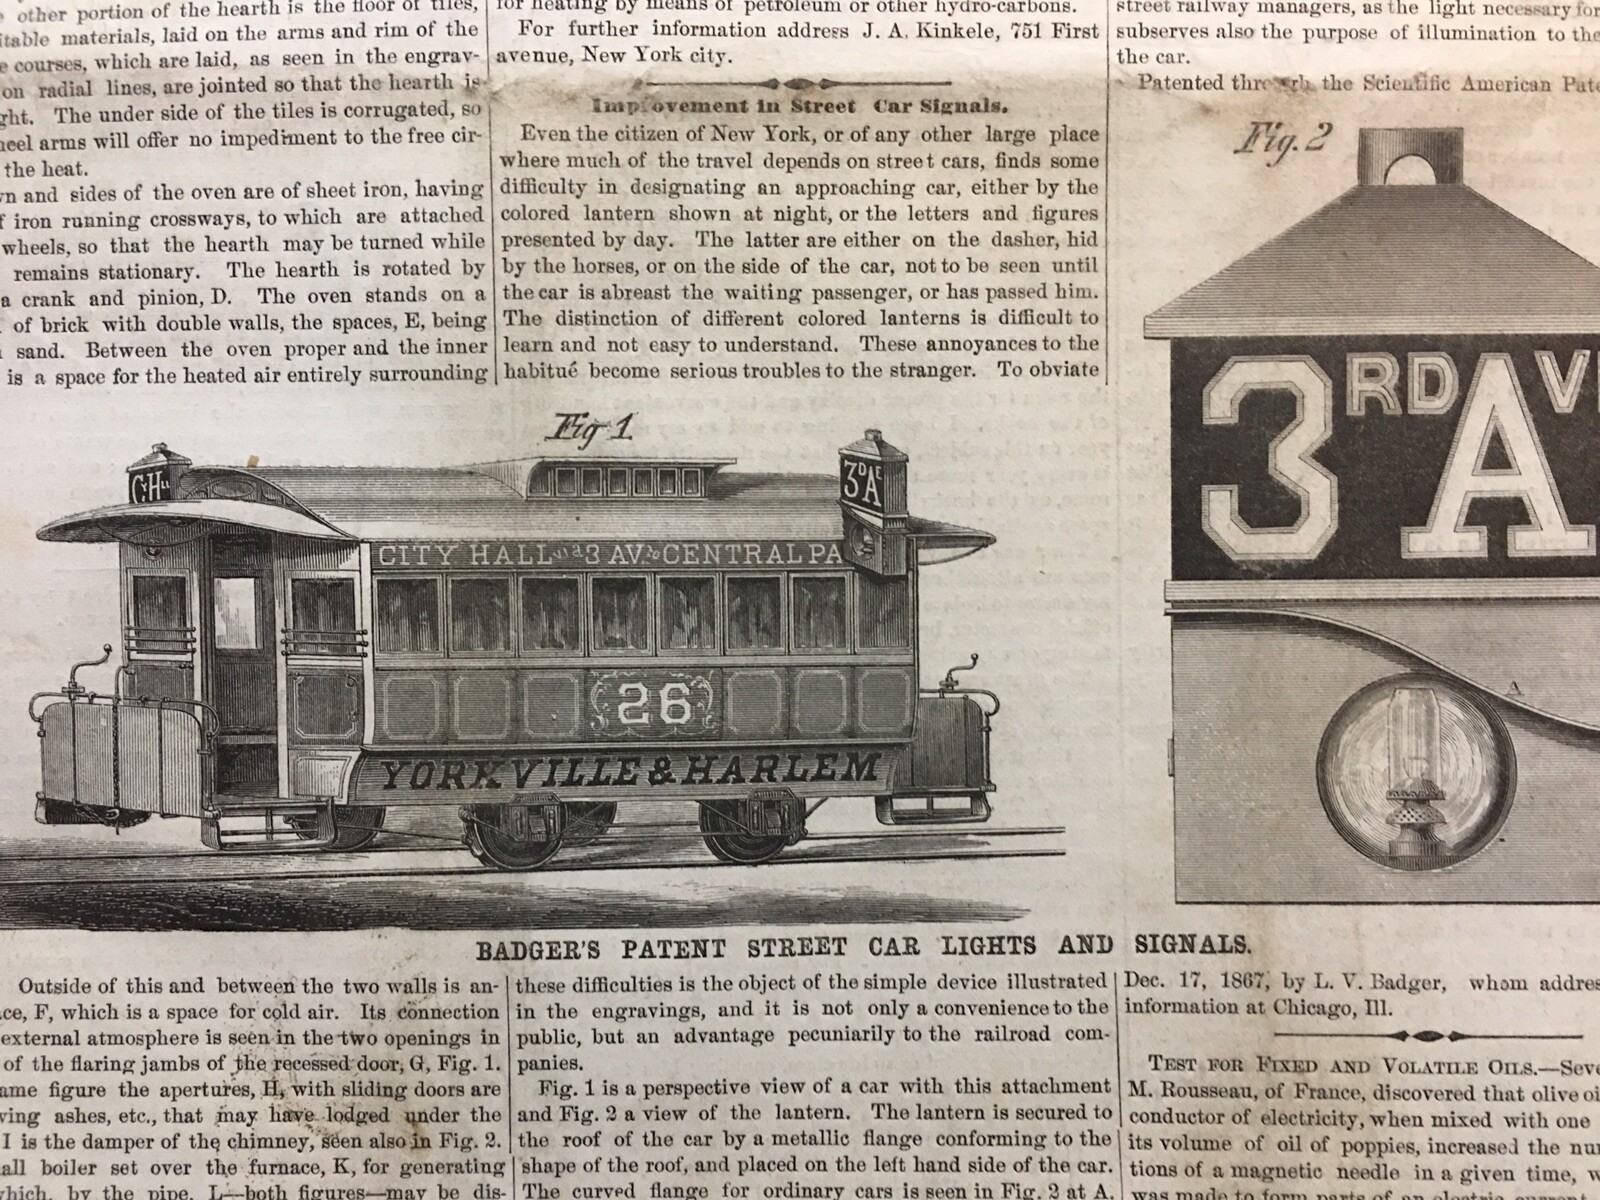 other portion of the hearth is the floor of tiles,
itable materials, laid on the arms and rim of the
e courses, which are laid, as seen in the engrav-
on radial lines, are jointed so that the hearth is
ght. The under side of the tiles is corrugated, so
heel arms will offer no impediment to the free cir-
the heat.
wn and sides of the oven are of sheet iron, having
f iron running crossways, to which are attached
wheels, so that the hearth may be turned while
remains stationary. The hearth is rotated by
a crank and pinion, D. The oven stands on a
of brick with double walls, the spaces, E, being
sand. Between the oven proper and the inner
is a space for the heated air entirely surrounding
for heating by means of petroleum or other hydro-carbons.
For further information address J. A. Kinkele, 751 First
avenue, New York city.
Improvement in Street Car Signals.
Even the citizen of New York, or of any other large place
where much of the travel depends on street cars, finds some
difficulty in designating an approaching car, either by the
colored lantern shown at night, or the letters and figures
presented by day. The latter are either on the dasher, hid
by the horses, or on the side of the car, not to be seen until
the car is abreast the waiting passenger, or has passed him.
The distinction of different colored lanterns is difficult to
learn and not easy to understand. These annoyances to the
habitué become serious troubles to the stranger. To obviate
street railway managers, as the light necessary for
subserves also the purpose of illumination to the
the car.
Patented through the Scientific American Pate
Fig. 1
CYHLL
3DAE
CITY HALL via 3 AV to CENTRAL PA
26
YORKVILLE & HARLEM
Fig. 2
3RD AV
A
BADGER'S PATENT STREET CAR LIGHTS AND SIGNALS.
Outside of this and between the two walls is an-
ce, F, which is a space for cold air. Its connection
external atmosphere is seen in the two openings in
of the flaring jambs of the recessed door, G, Fig. 1.
ame figure the apertures, H, with sliding doors are
ving ashes, etc., that may have lodged under the
I is the damper of the chimney, seen also in Fig. 2.
all boiler set over the furnace, K, for generating
which, by the pipe, L—both figures—may be dis-
these difficulties is the object of the simple device illustrated
in the engravings, and it is not only a convenience to the
public, but an advantage pecuniarily to the railroad com-
panies.
Fig. 1 is a perspective view of a car with this attachment
and Fig. 2 a view of the lantern. The lantern is secured to
the roof of the car by a metallic flange conforming to the
shape of the roof, and placed on the left hand side of the car.
The curved flange for ordinary cars is seen in Fig. 2 at A.
Dec. 17, 1867, by L. V. Badger, whom addres
information at Chicago, Ill.
TEST FOR FIXED AND VOLATILE OILS.—Seve
M. Rousseau, of France, discovered that olive oi
conductor of electricity, when mixed with one
its volume of oil of poppies, increased the nu
tions of a magnetic needle in a given time, w
was made to form parts of an electric